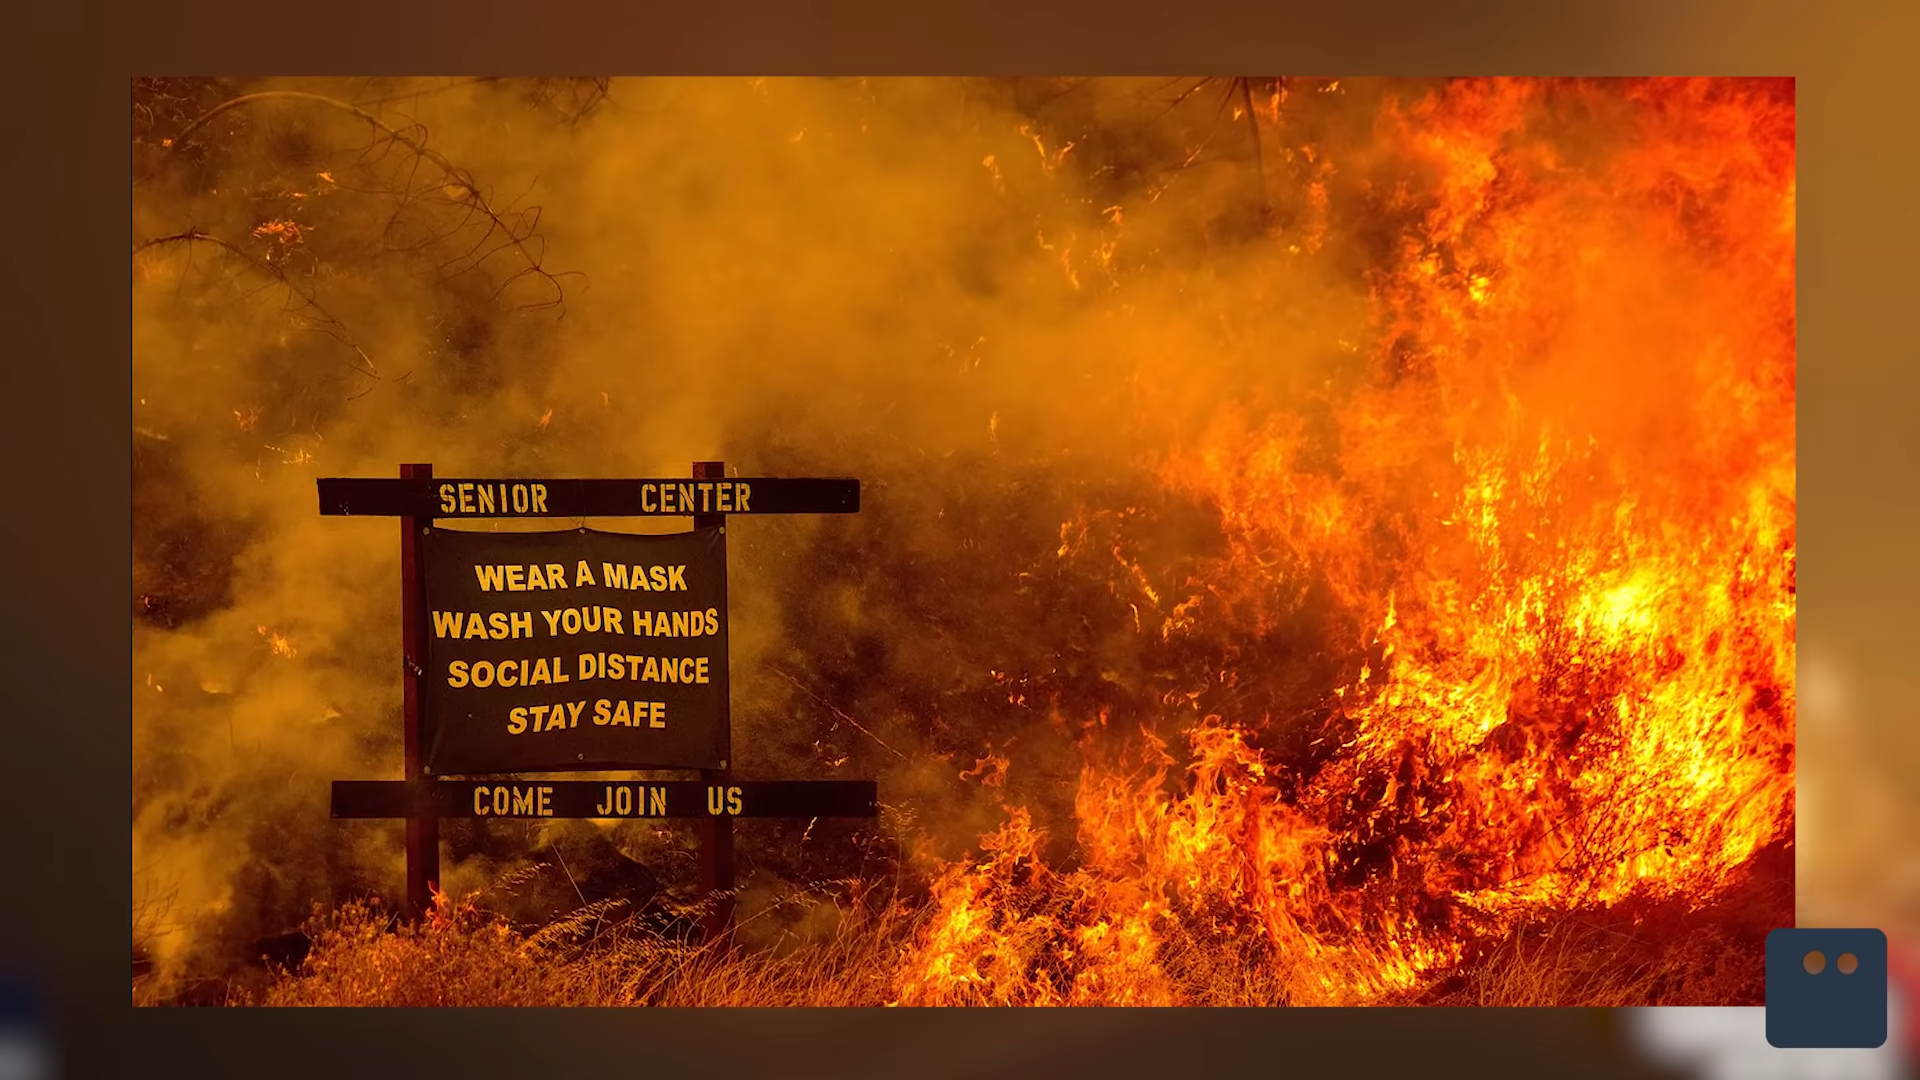 SENIOR CENTER
WEAR A MASK
WASH YOUR HANDS
SOCIAL DISTANCE
STAY SAFE
COME JOIN US